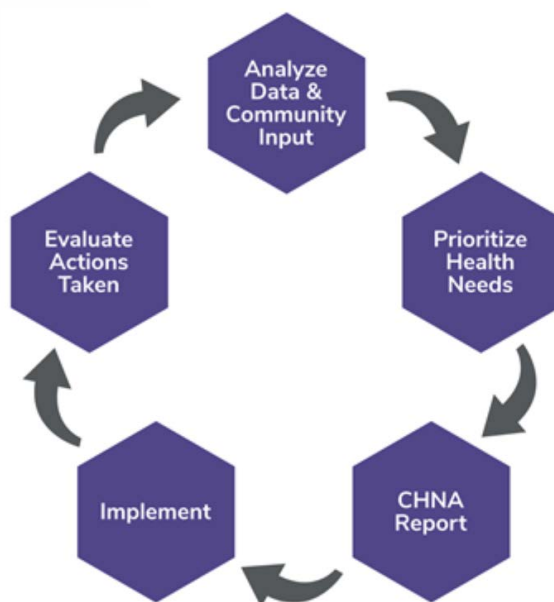 Analyze
Data &
Community
Input
Prioritize
Health
Needs
CHNA
Report
Implement
Evaluate
Actions
Taken